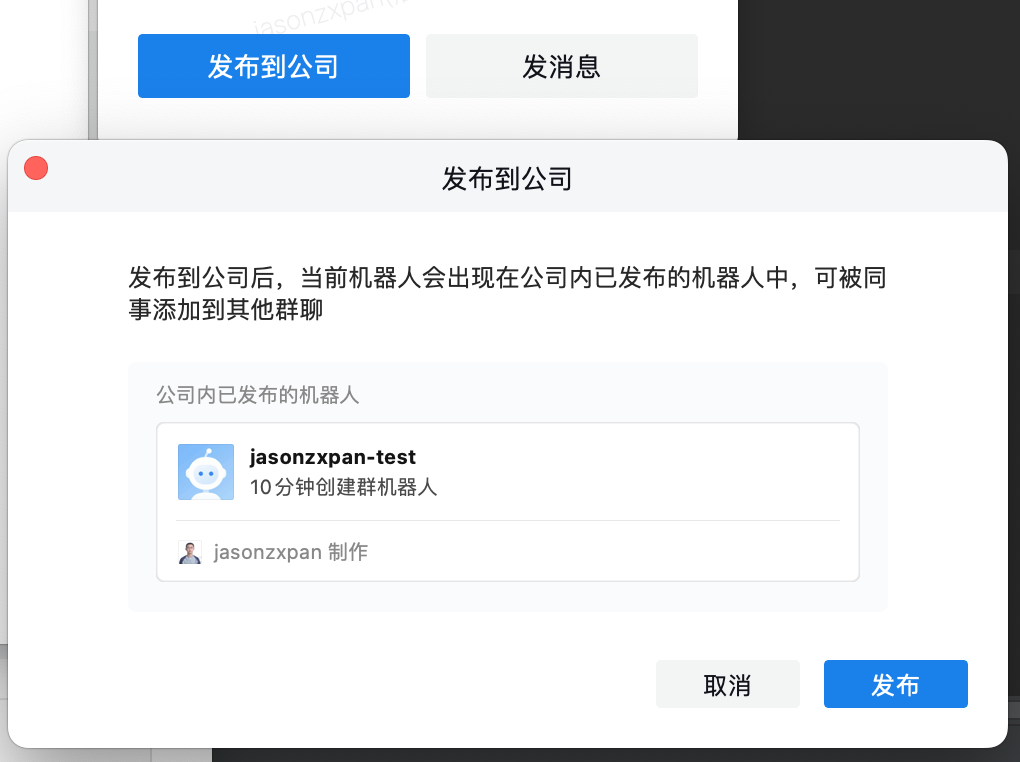 jasonzxpan(
发布到公司
发消息
发布到公司
发布到公司后，当前机器人会出现在公司内已发布的机器人中，可被同
事添加到其他群聊
公司内已发布的机器人
jasonzxpan-test
10分钟创建群机器人
jasonzxpan 制作
取消
发布